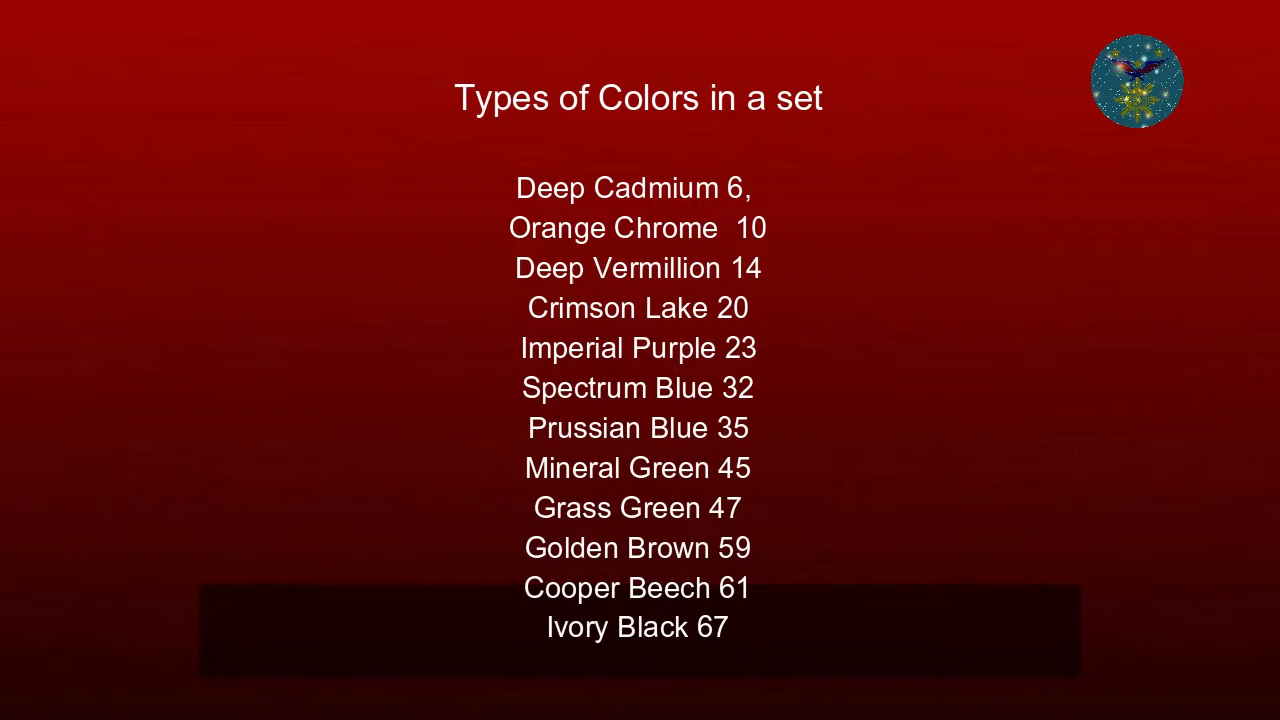 Types of Colors in a set
Deep Cadmium 6,
Orange Chrome  10
Deep Vermillion 14
Crimson Lake 20
Imperial Purple 23
Spectrum Blue 32
Prussian Blue 35
Mineral Green 45
Grass Green 47
Golden Brown 59
Cooper Beech 61
Ivory Black 67